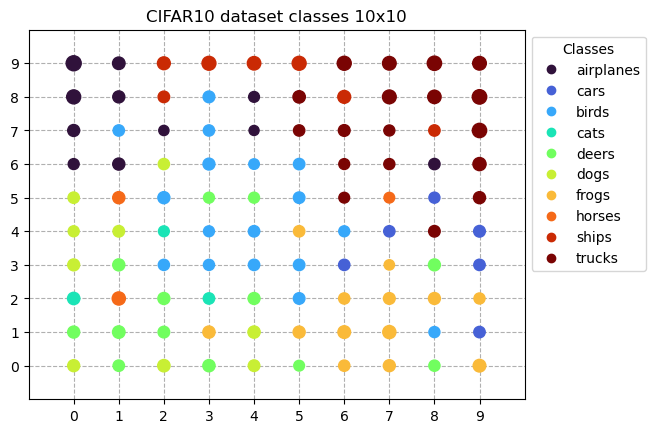 CIFAR10 dataset classes 10x10
Classes
airplanes
cars
birds
cats
deers
dogs
frogs
horses
ships
trucks
9
8
7
6
5
4
3
2
1
0
0 1 2 3 4 5 6 7 8 9